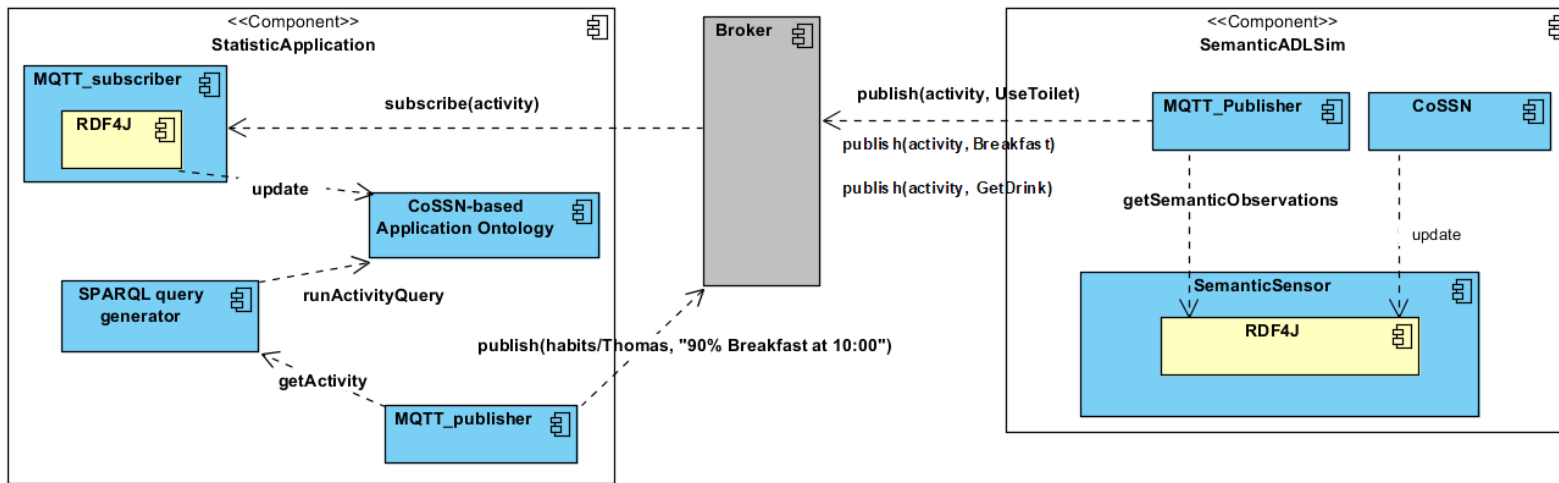 <<Component>>
StatisticApplication
MQTT_subscriber
RDF4J
update
subscribe(activity)
CoSSN-based
Application Ontology
SPARQL query
generator
runActivityQuery
getActivity
MQTT_publisher
publish(habits/Thomas, "90% Breakfast at 10:00")
Broker
publish(activity, UseToilet)
publish(activity, Breakfast)
publish(activity, GetDrink)
<<Component>>
SemanticADLSim
MQTT_Publisher
CoSSN
getSemanticObservations
update
SemanticSensor
RDF4J